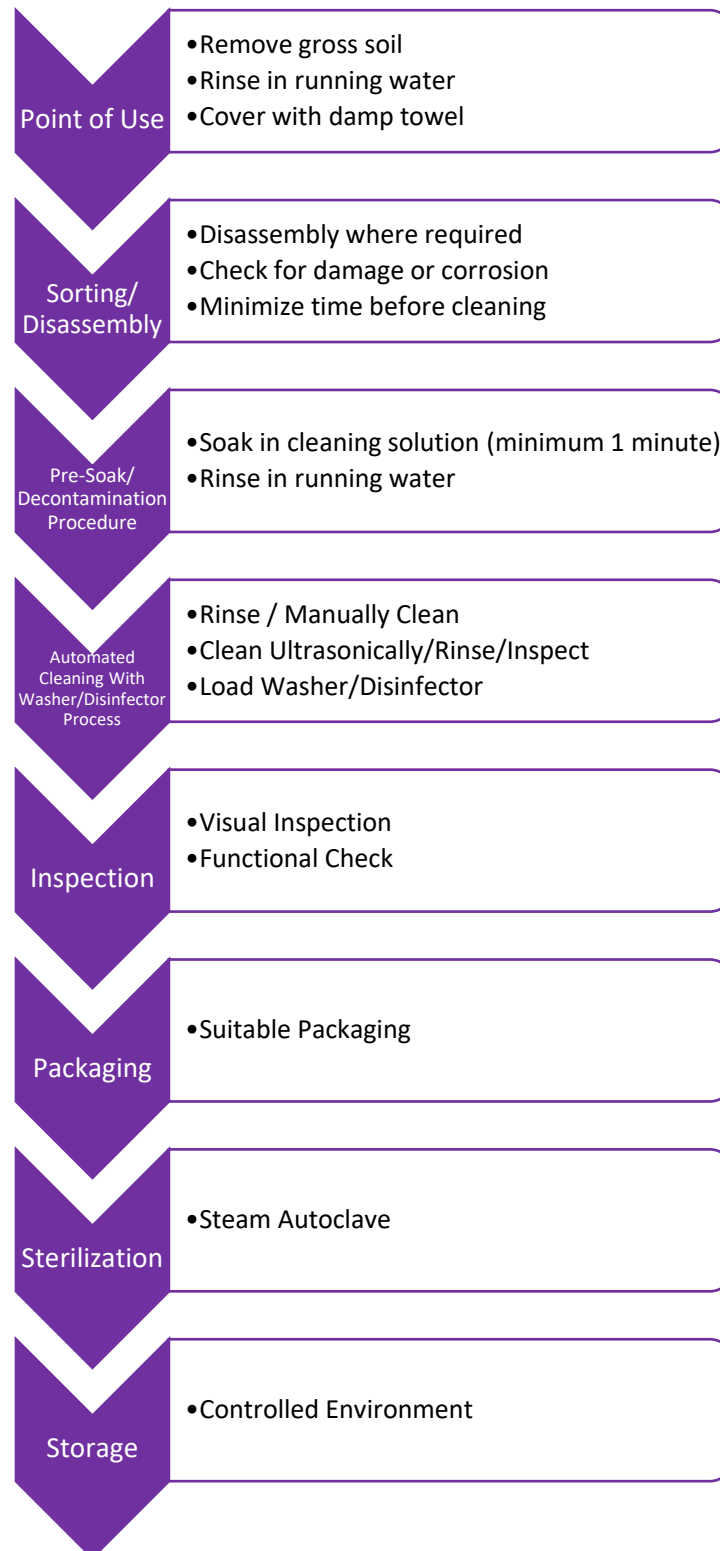 Point of Use
•Remove gross soil
•Rinse in running water
•Cover with damp towel
Sorting/
Disassembly
•Disassembly where required
•Check for damage or corrosion
•Minimize time before cleaning
Pre-Soak/
Decontamination
Procedure
•Soak in cleaning solution (minimum 1 minute)
•Rinse in running water
Automated
Cleaning With
Washer/Disinfector
Process
•Rinse / Manually Clean
•Clean Ultrasonically/Rinse/Inspect
•Load Washer/Disinfector
Inspection
•Visual Inspection
•Functional Check
Packaging
•Suitable Packaging
Sterilization
•Steam Autoclave
Storage
•Controlled Environment